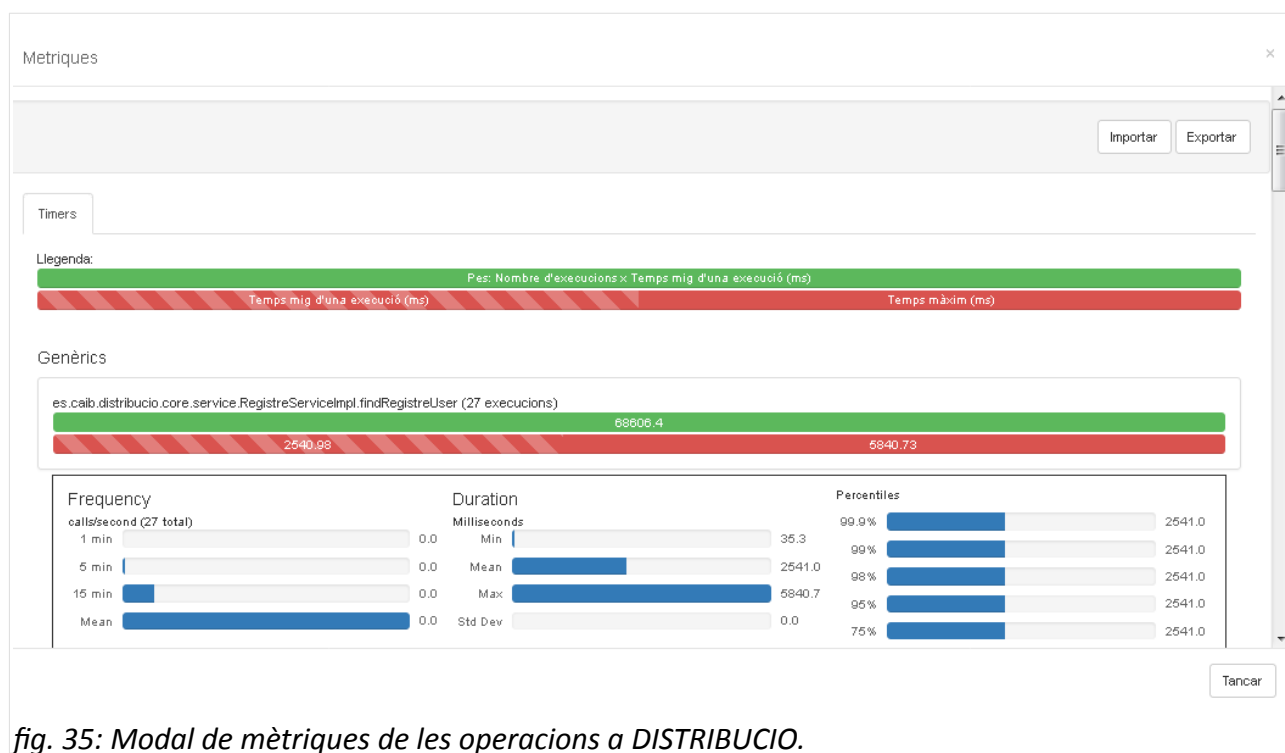 Metriques
×
Importar Exportar
Timers
Llegenda:
Pes: Nombre d'execucions x Temps mig d'una execució (ms)
Temps mig d'una execució (ms) Temps màxim (ms)
Genèrics
es.caib.distribucio.core.service.RegistreServiceImpl.findRegistreUser (27 execucions)
68606.4
2540.98 5840.73
Frequency
calls/second (27 total)
1 min 0.0
5 min 0.0
15 min 0.0
Mean 0.0
Duration
Milliseconds
Min 35.3
Mean 2541.0
Max 5840.7
Std Dev 0.0
Percentiles
99.9% 2541.0
99% 2541.0
98% 2541.0
95% 2541.0
75% 2541.0
Tancar
fig. 35: Modal de mètriques de les operacions a DISTRIBUCIO.